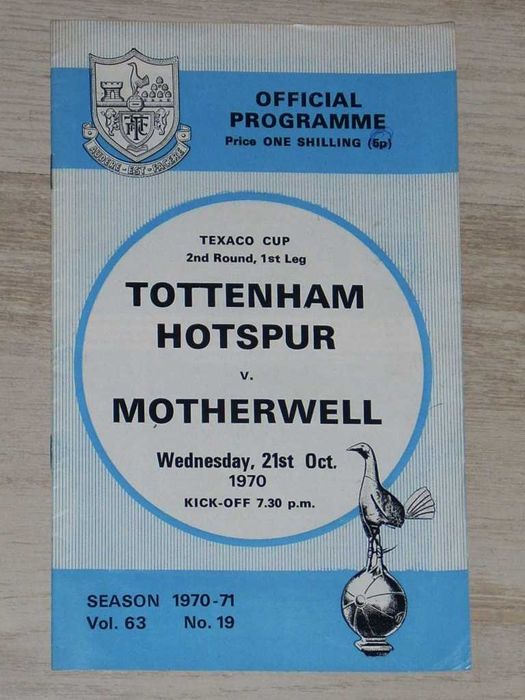 OFFICIAL
PROGRAMME
Price ONE SHILLING (5p)
THFC
AUDERE · EST · FACERE
TEXACO CUP
2nd Round, 1st Leg
TOTTENHAM
HOTSPUR
v.
MOTHERWELL
Wednesday, 21st Oct.
1970
KICK-OFF 7.30 p.m.
SEASON 1970-71
Vol. 63 No. 19